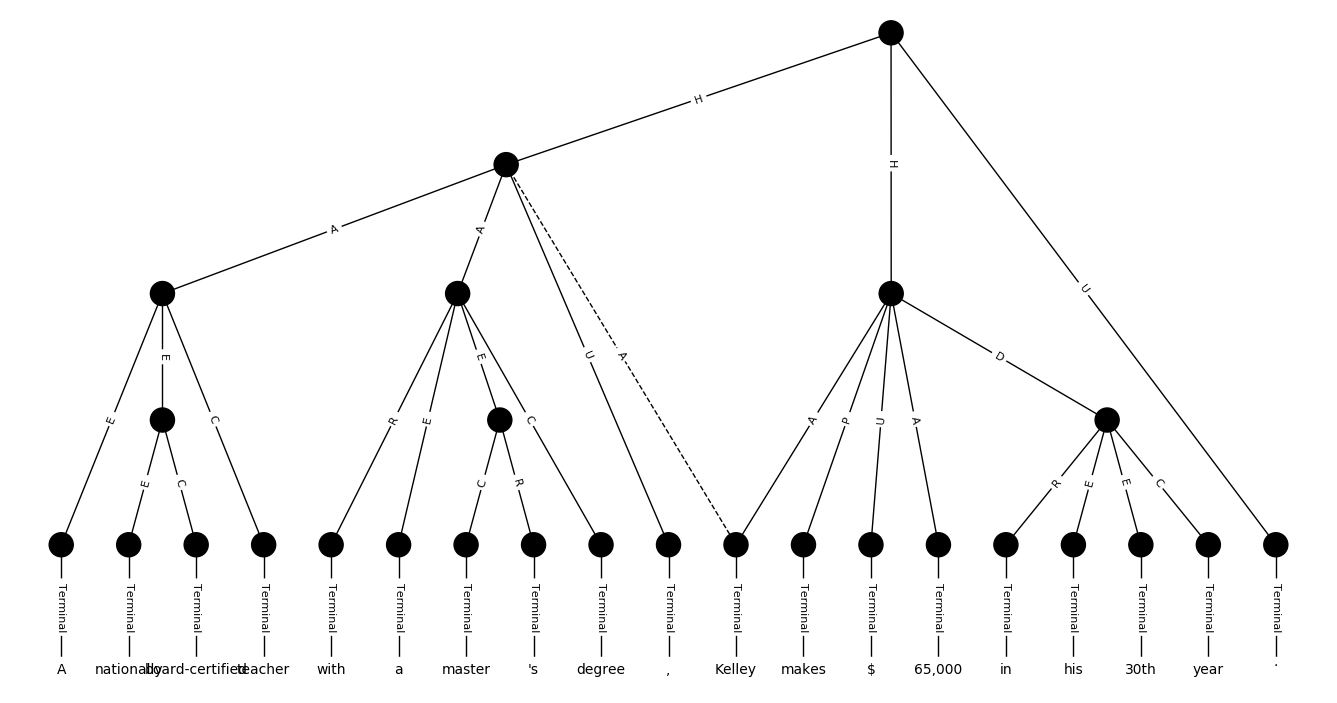 H
A A H
E E C R E E C U A A P U A D U
E C C R R E E C
Terminal Terminal Terminal Terminal Terminal Terminal Terminal Terminal Terminal Terminal Terminal Terminal Terminal Terminal Terminal Terminal Terminal Terminal Terminal
A nationally board-certified teacher with a master 's degree , Kelley makes $ 65,000 in his 30th year .